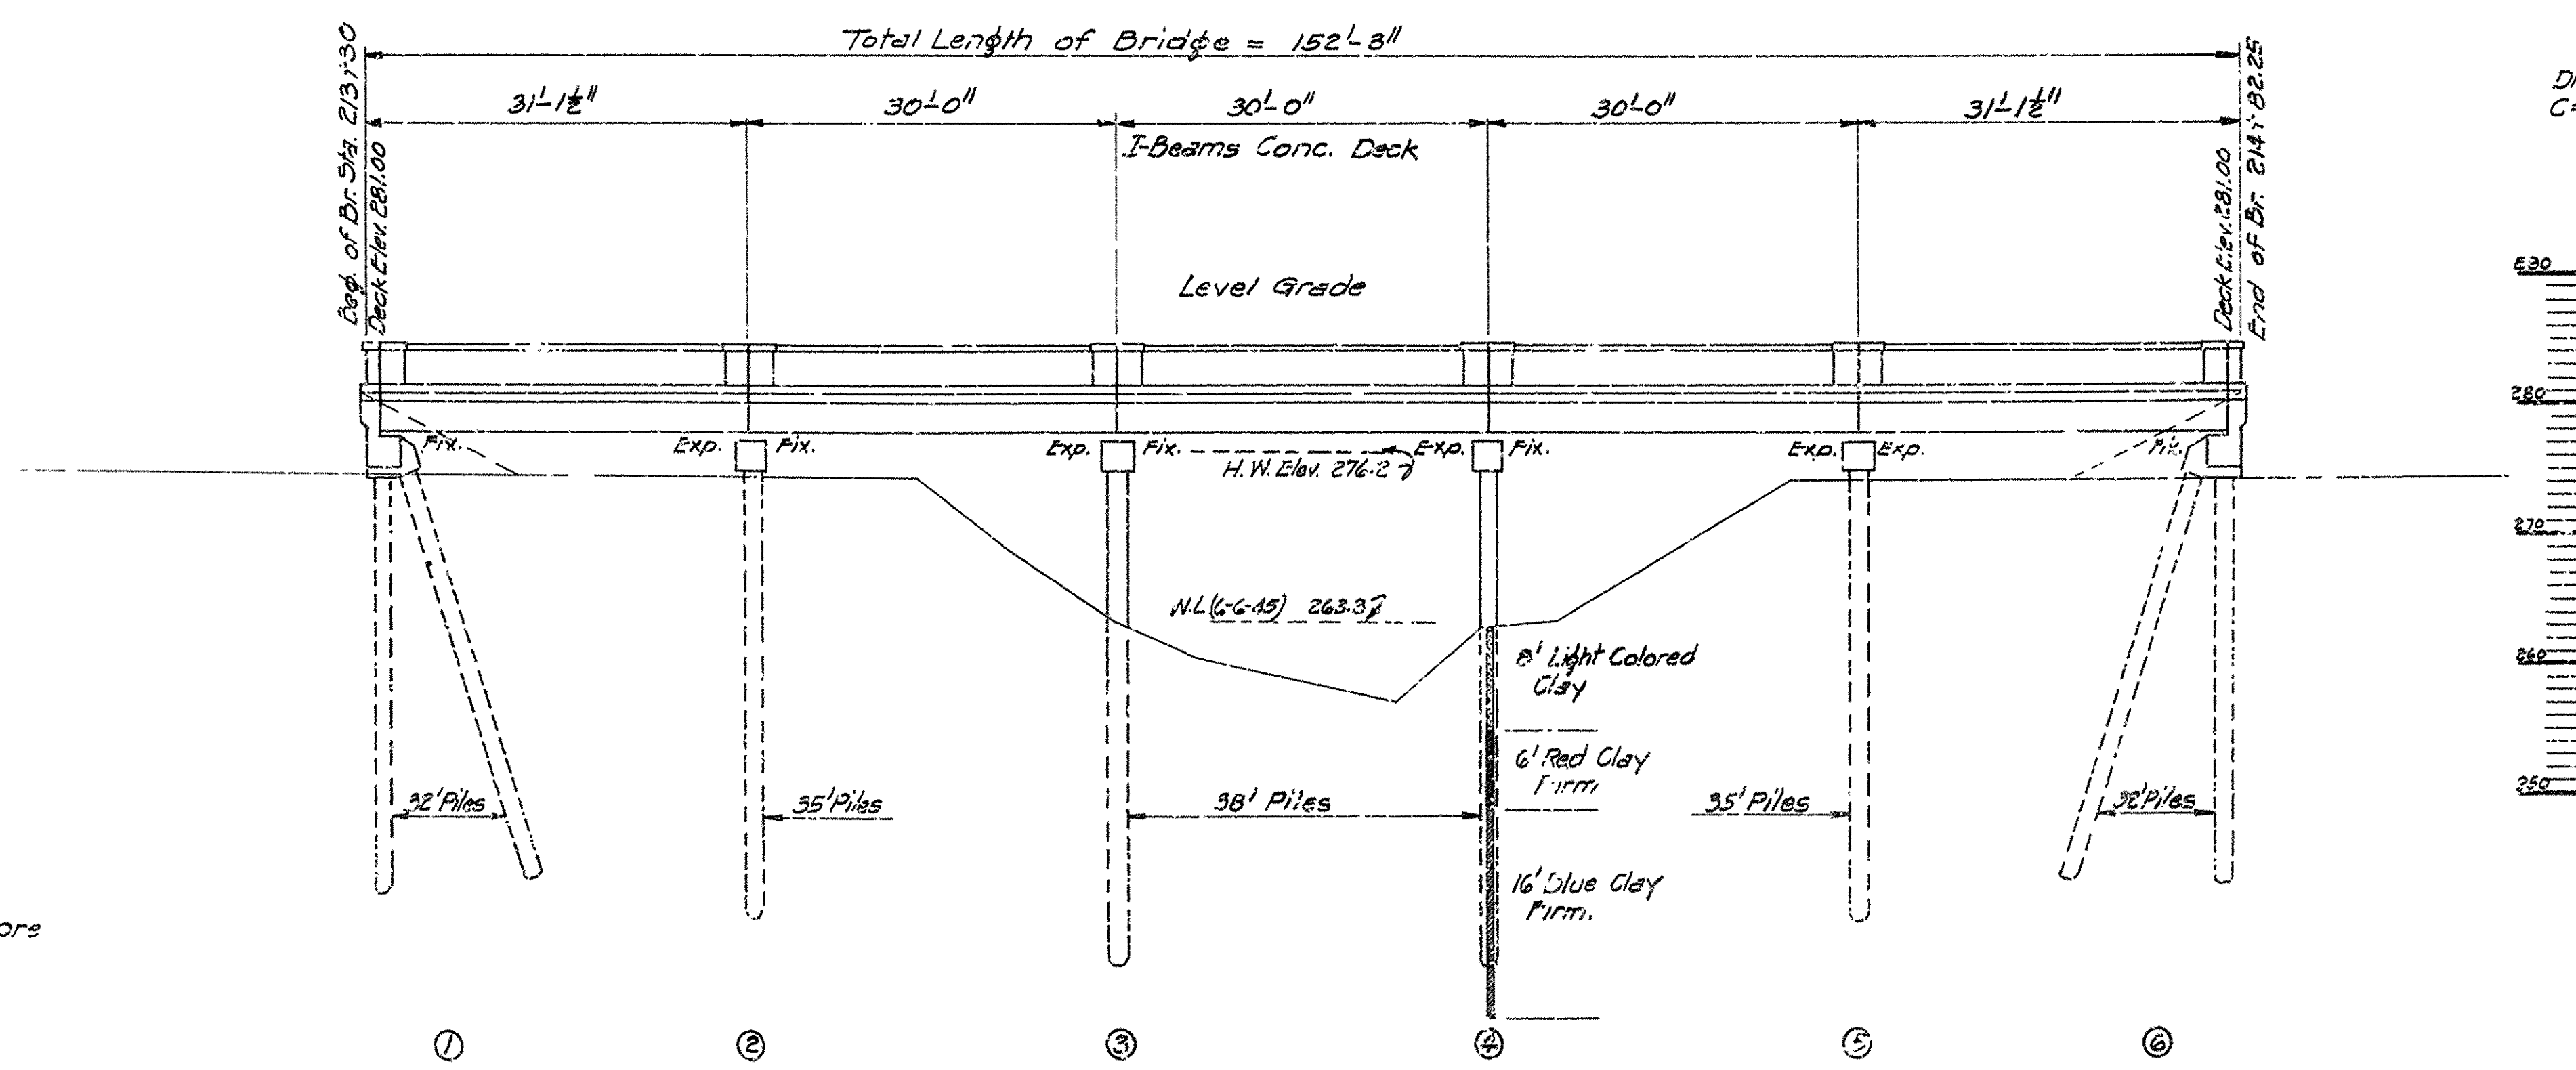 Total Length of Bridge = 152'-3"
31'-1½" 30'-0" 30'-0" 30'-0" 31'-1½"
I-Beams Conc. Deck
Beg. of Br. Sta. 213+30
Deck Elev. 281.00
Deck Elev. 281.00
End of Br. 214+82.25
Level Grade
Fix. Exp. Fix. Exp. Fix. Exp. Fix. Exp. Exp. Fix.
H.W. Elev. 276.2
W.L (6-6-45) 263.3
8' Light Colored
Clay
6' Red Clay
Firm
32' Piles 35' Piles 38' Piles 35' Piles 32' Piles
16' Blue Clay
Firm.
1 2 3 4 5 6
C=
280
270
260
250
ore